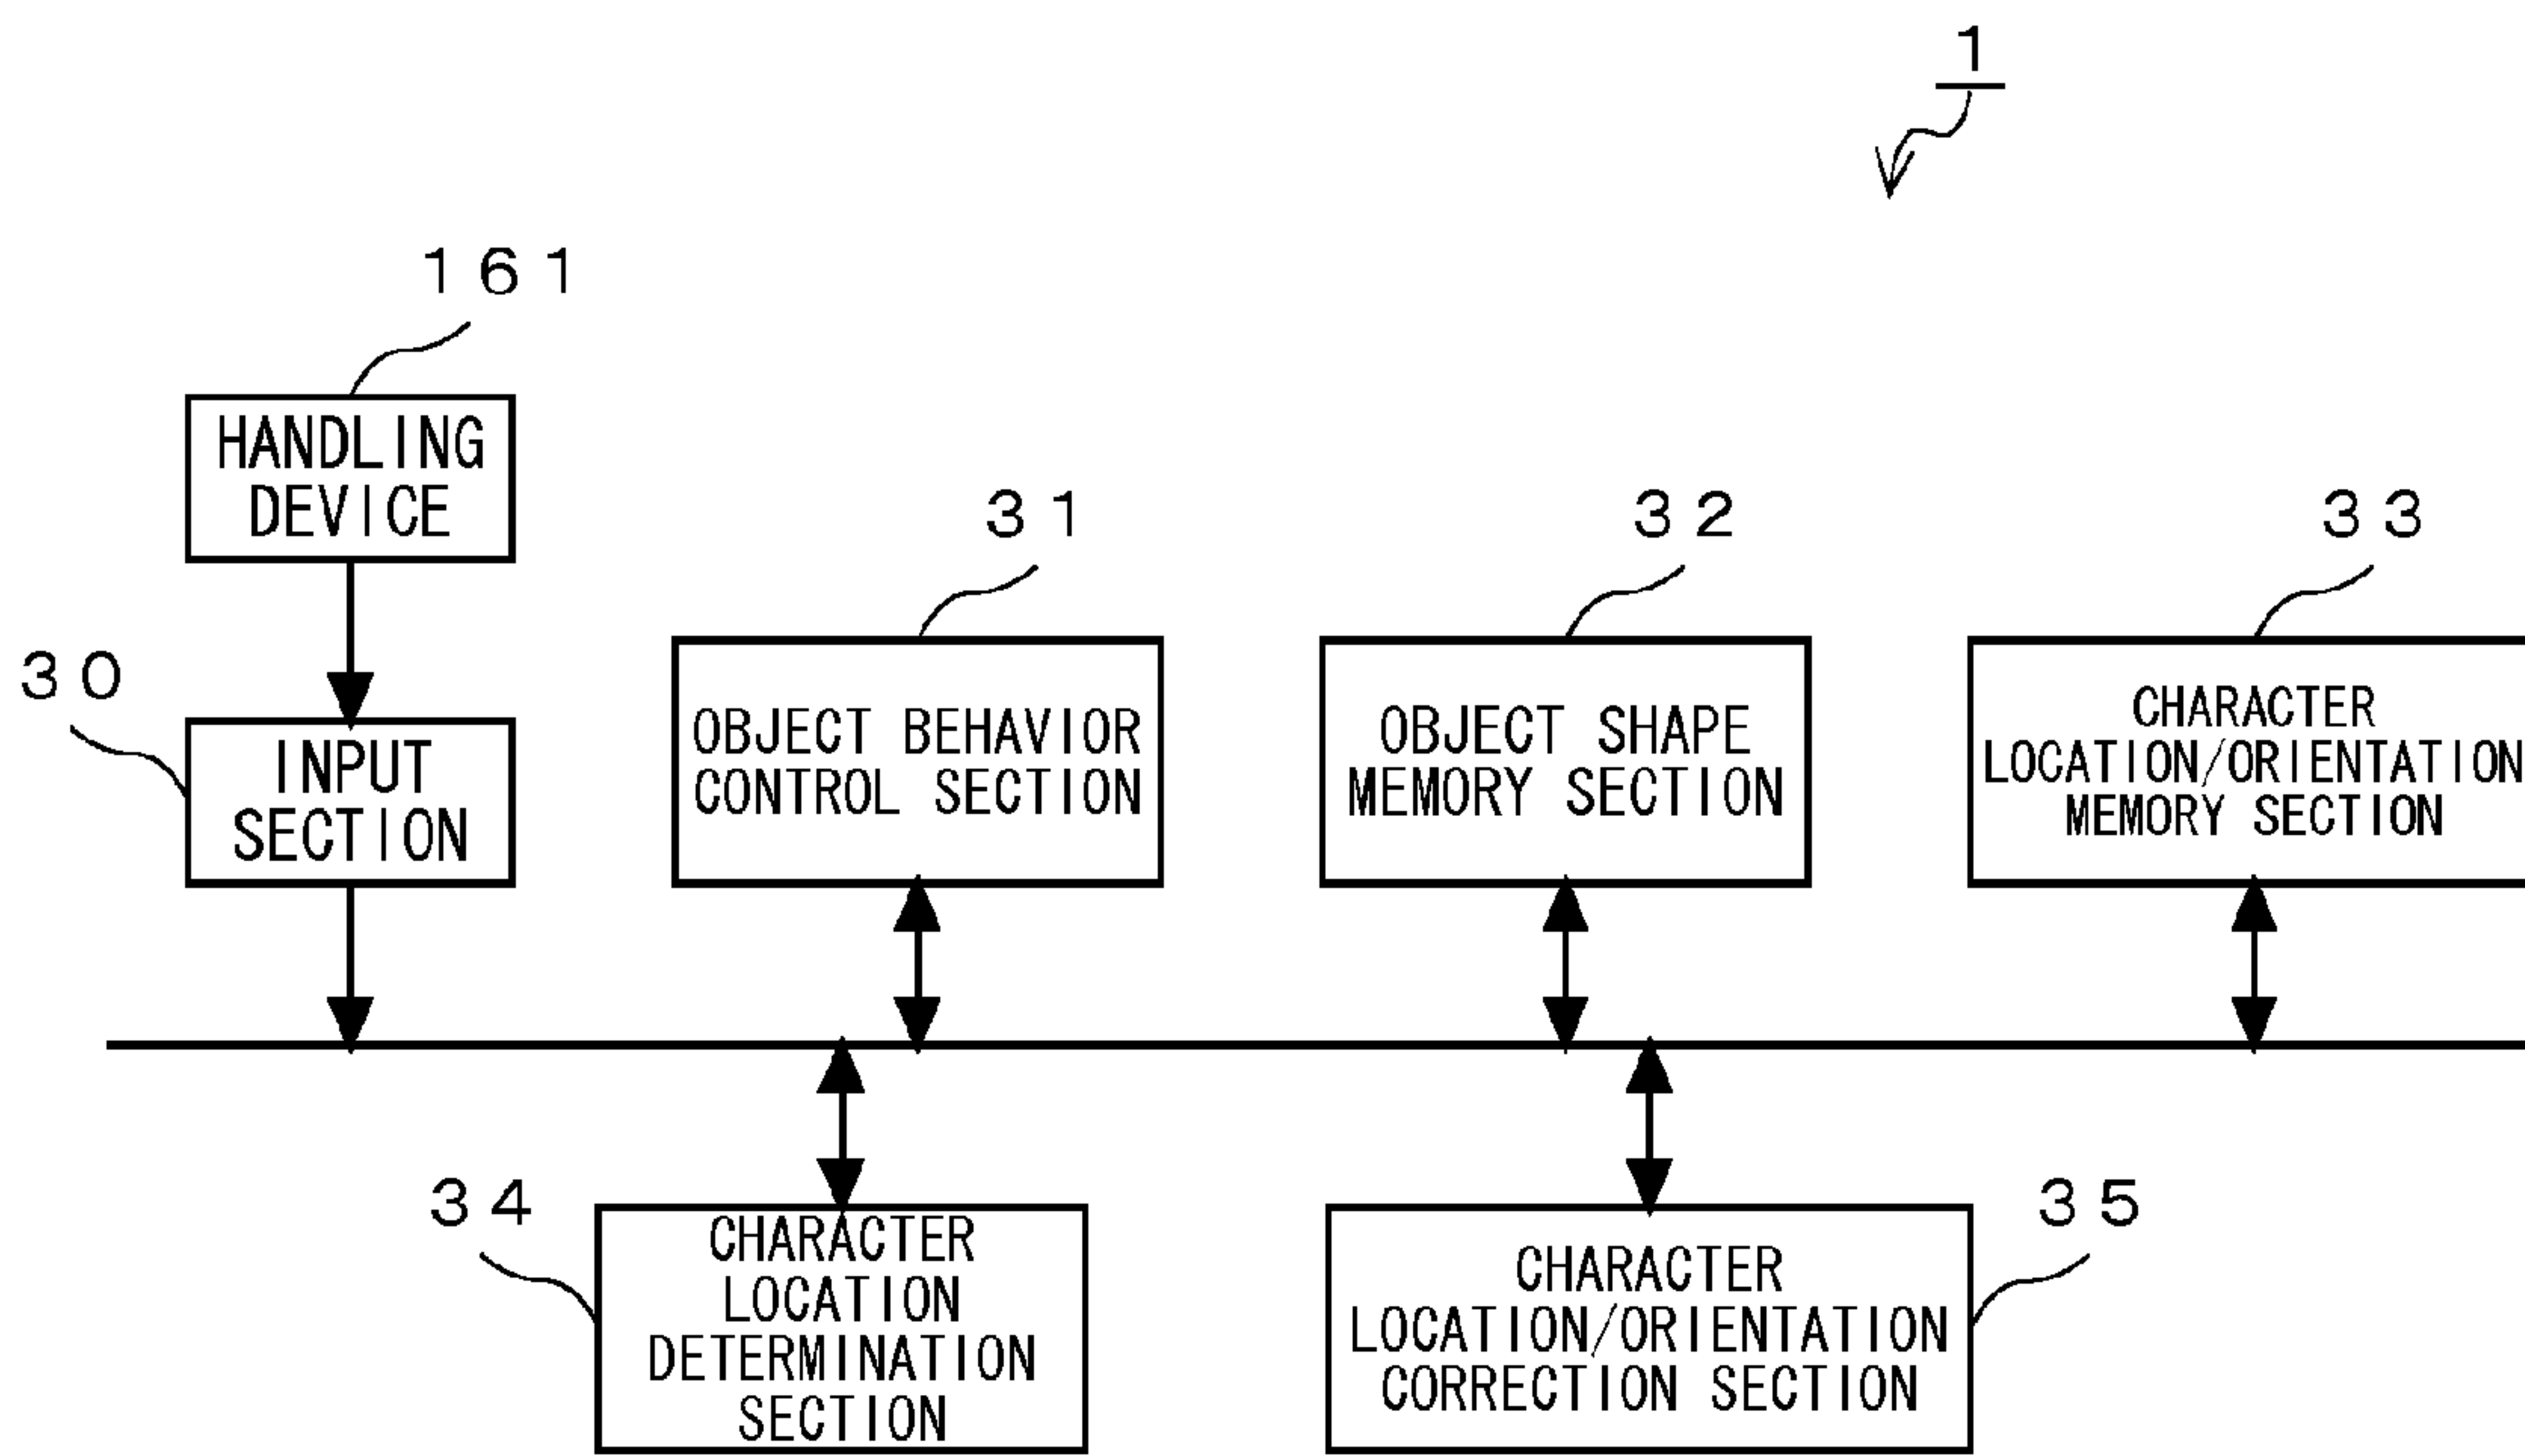 1
161
HANDLING
DEVICE
31
32
33
30
INPUT
SECTION
OBJECT BEHAVIOR
CONTROL SECTION
OBJECT SHAPE
MEMORY SECTION
CHARACTER
LOCATION/ORIENTATION
MEMORY SECTION
34
CHARACTER
LOCATION
DETERMINATION
SECTION
CHARACTER
LOCATION/ORIENTATION
CORRECTION SECTION
35